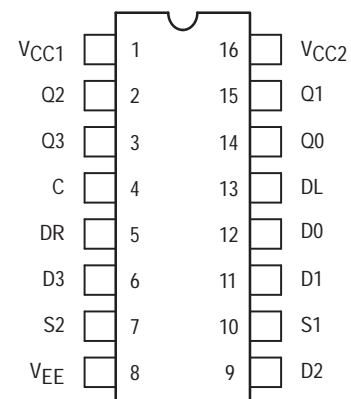 VCC1 1 16 VCC2
Q2 2 15 Q1
Q3 3 14 Q0
C 4 13 DL
DR 5 12 D0
D3 6 11 D1
S2 7 10 S1
VEE 8 9 D2